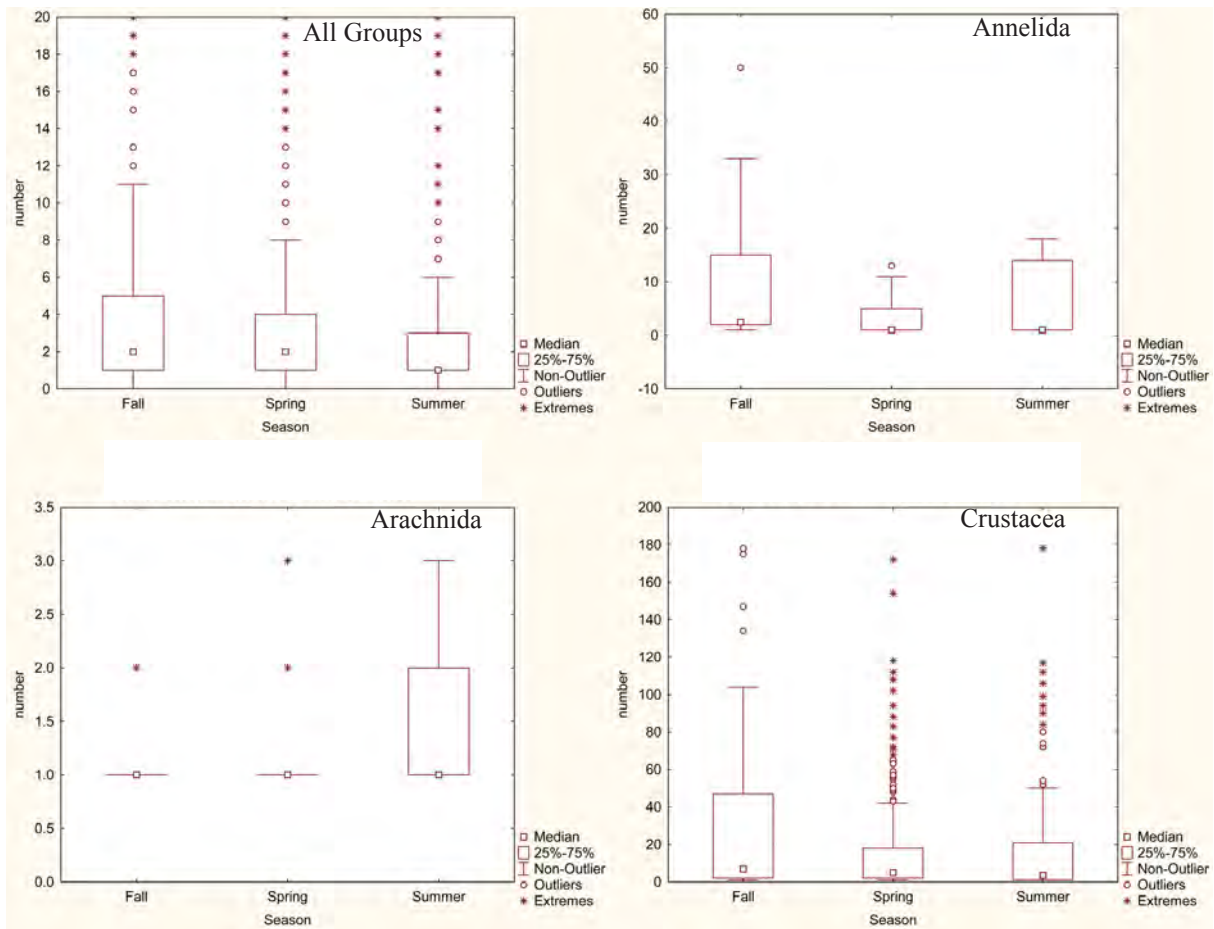 All Groups
20
18
16
14
12
10
8
6
4
2
0
number
Fall Spring Summer
Season
Median
25%-75%
Non-Outlier
Outliers
Extremes
Annelida
60
50
40
30
20
10
0
-10
number
Fall Spring Summer
Season
Median
25%-75%
Non-Outlier
Outliers
Extremes
Arachnida
3.5
3.0
2.5
2.0
1.5
1.0
0.5
0.0
number
Fall Spring Summer
Season
Median
25%-75%
Non-Outlier
Outliers
Extremes
Crustacea
200
180
160
140
120
100
80
60
40
20
0
number
Fall Spring Summer
Season
Median
25%-75%
Non-Outlier
Outliers
Extremes